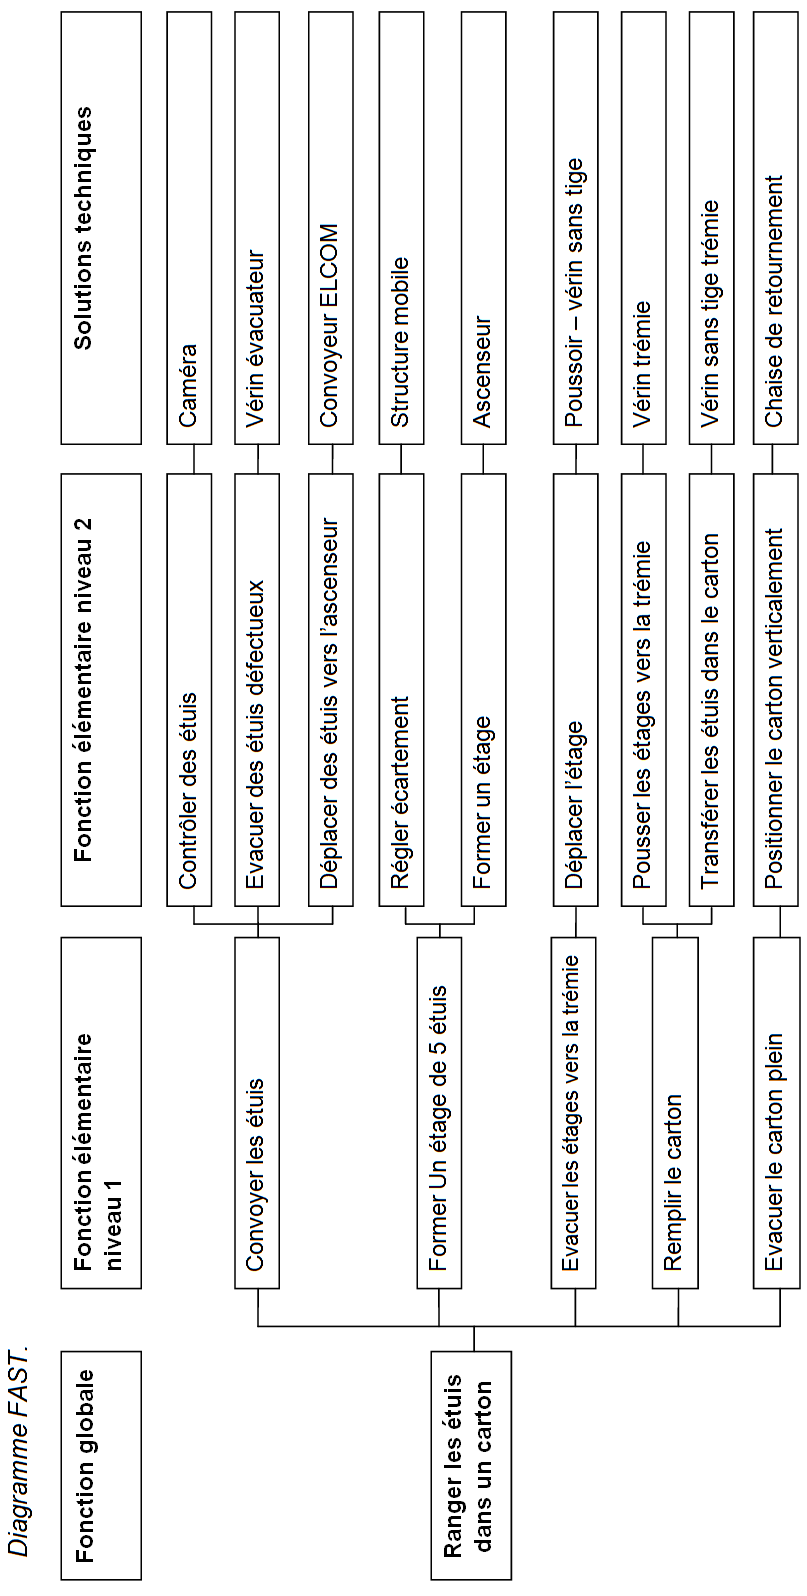 Diagramme FAST.
Fonction globale
Fonction élémentaire
niveau 1
Fonction élémentaire niveau 2
Solutions techniques
Ranger les étuis
dans un carton
Convoyer les étuis
Contrôler des étuis
Caméra
Evacuer des étuis défectueux
Vérin évacuateur
Déplacer des étuis vers l'ascenseur
Convoyeur ELCOM
Former Un étage de 5 étuis
Régler écartement
Structure mobile
Former un étage
Ascenseur
Evacuer les étages vers la trémie
Déplacer l'étage
Poussoir – vérin sans tige
Remplir le carton
Pousser les étages vers la trémie
Vérin trémie
Transférer les étuis dans le carton
Vérin sans tige trémie
Evacuer le carton plein
Positionner le carton verticalement
Chaise de retournement